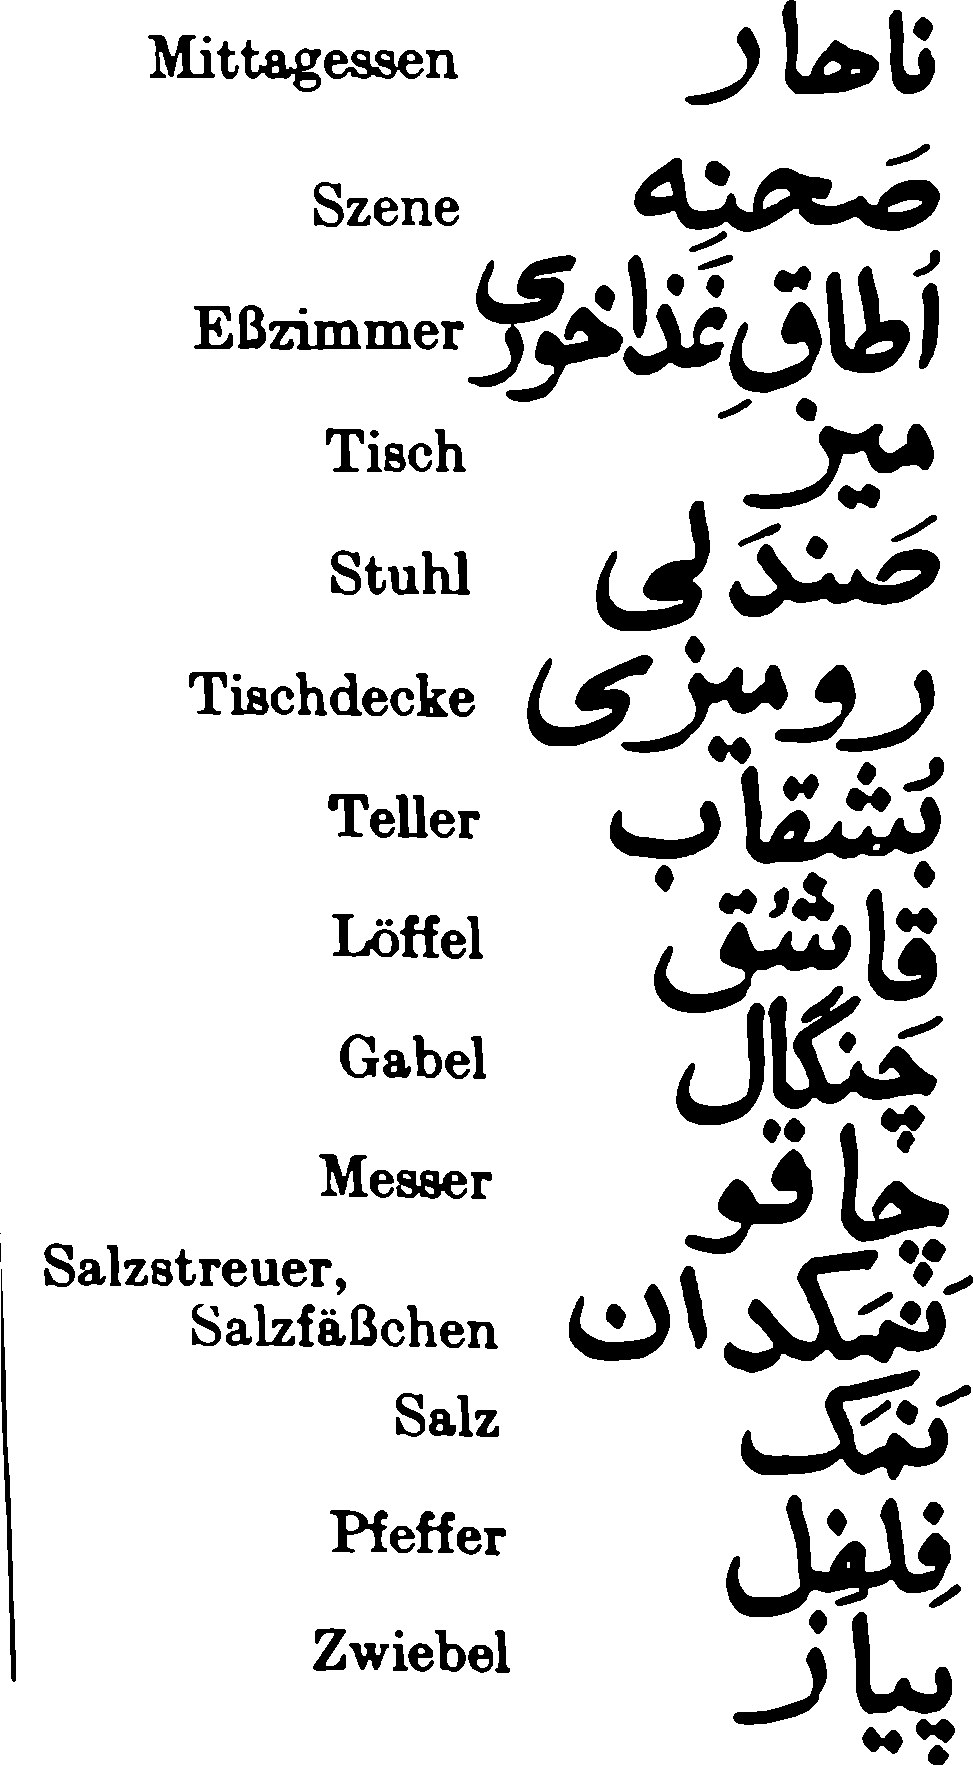 Mittagessen ناهار
Szene صَحنِه
Eßzimmer اُطاقِ غَذاخوری
Tisch میز
Stuhl صَندَلی
Tischdecke رومیزی
Teller بُشقاب
Löffel قاشُق
Gabel چَنگال
Messer چاقو
Salzstreuer,
Salzfäßchen نَمَکدان
Salz نَمَک
Pfeffer فِلفِل
Zwiebel پیاز